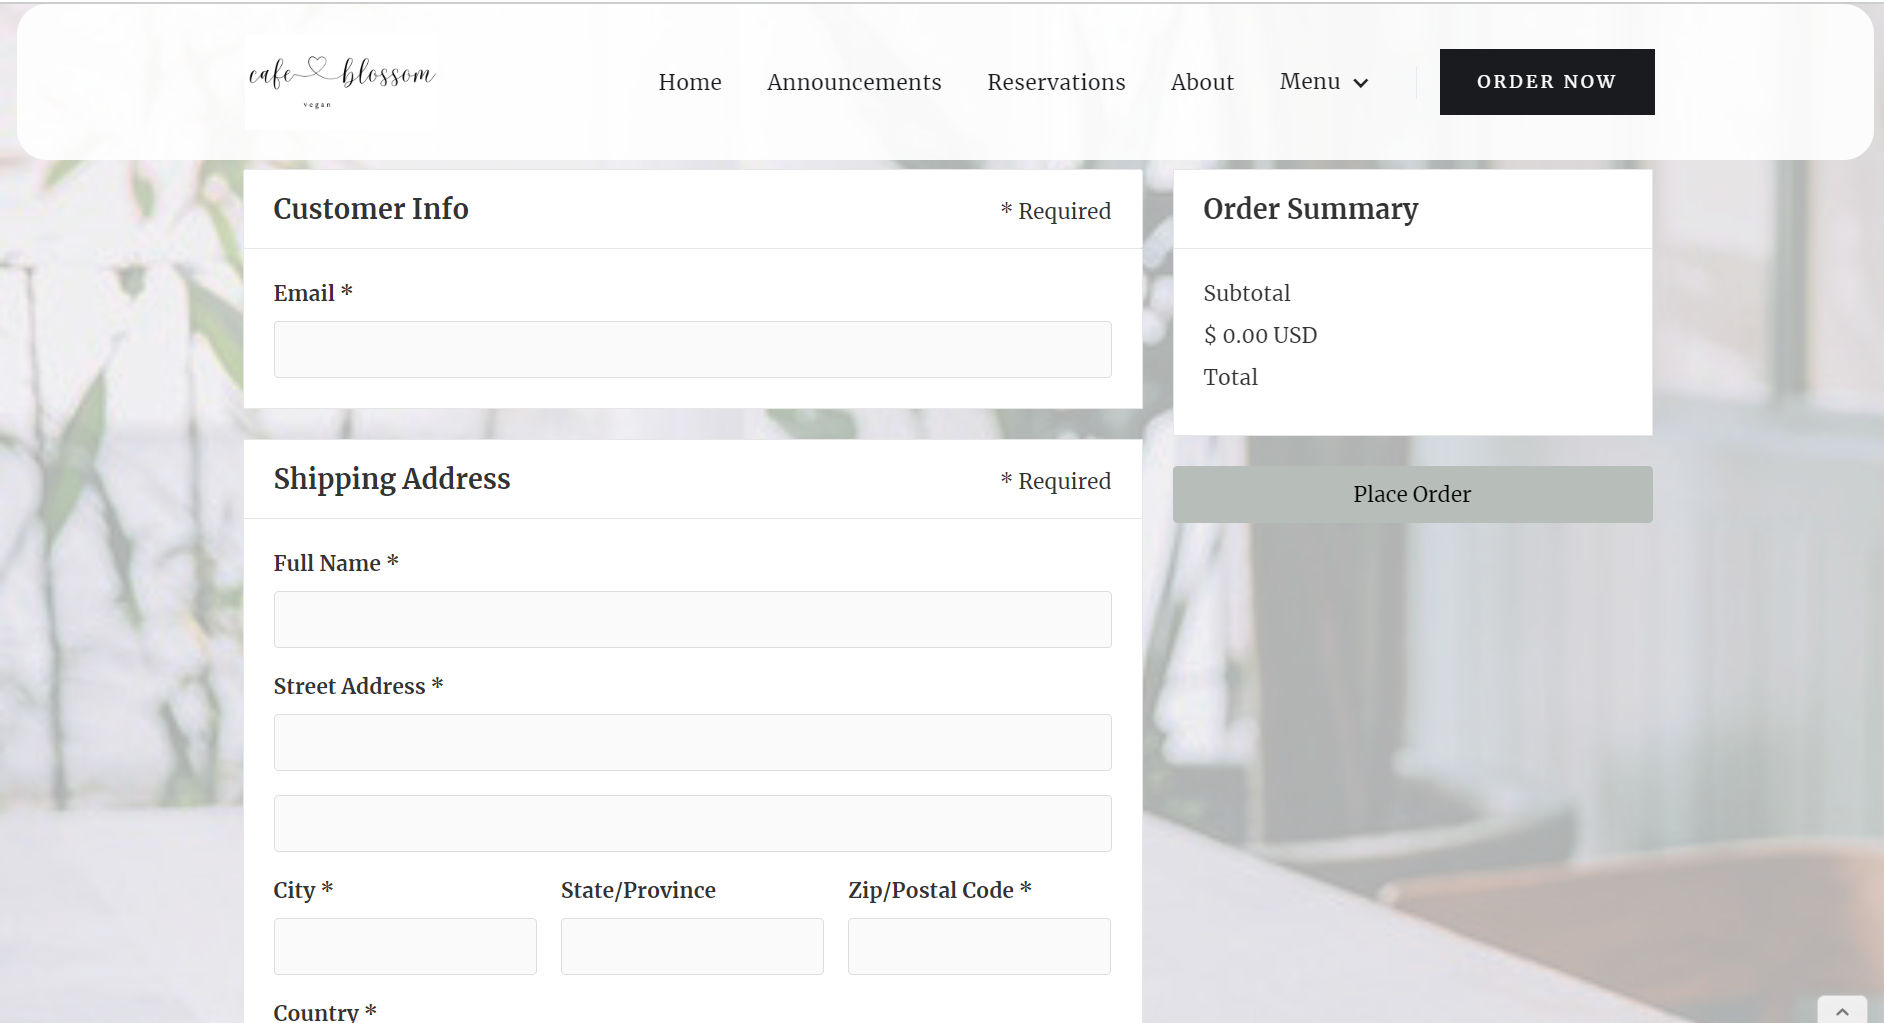 cafe blossom
vegan
Home Announcements Reservations About Menu ORDER NOW
Customer Info * Required
Email *
Shipping Address * Required
Full Name *
Street Address *
City * State/Province Zip/Postal Code *
Country *
Order Summary
Subtotal
$ 0.00 USD
Total
Place Order